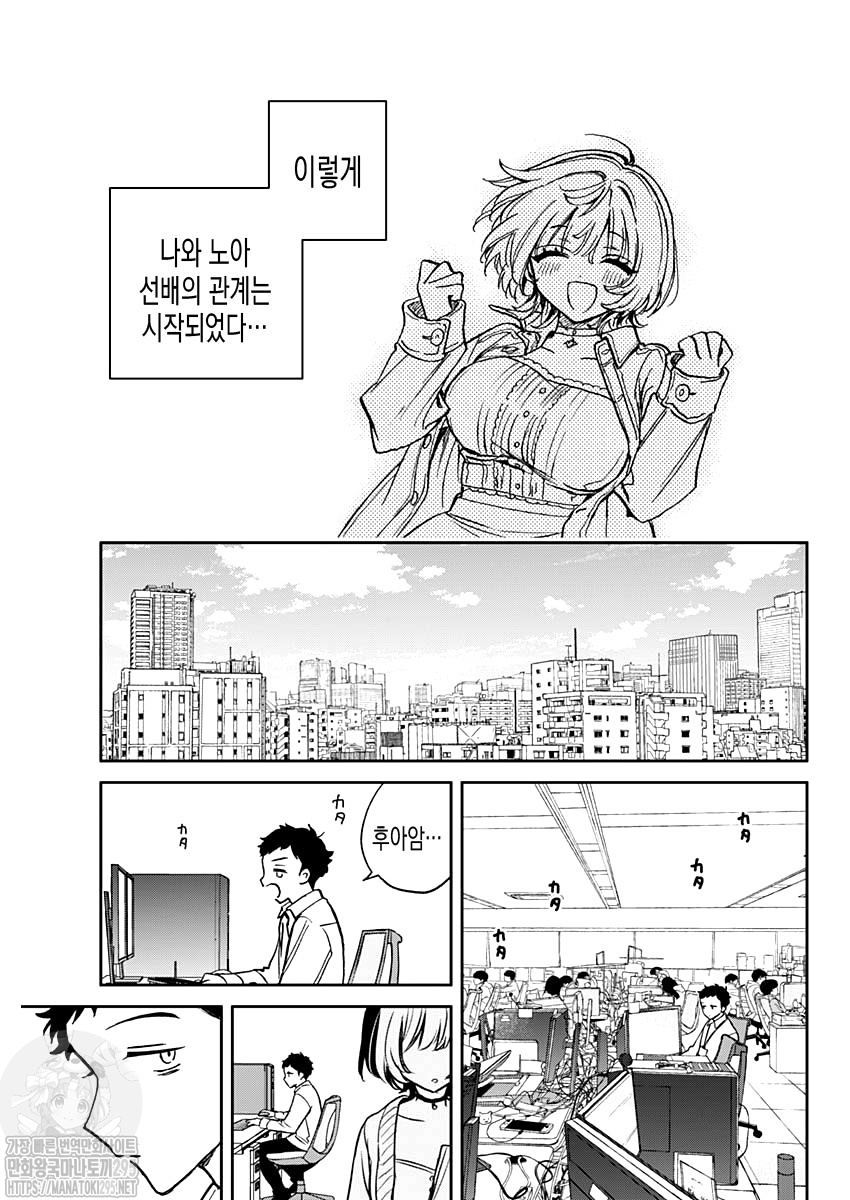 이렇게
나와 노아
선배의 관계는
시작되었다…
カタ
カタ
カタ
カタ
후아암…
カタ
カタ
가장 빠른 번역만화사이트
만화왕국마나토끼295
HTTPS://MANATOKI295.NET